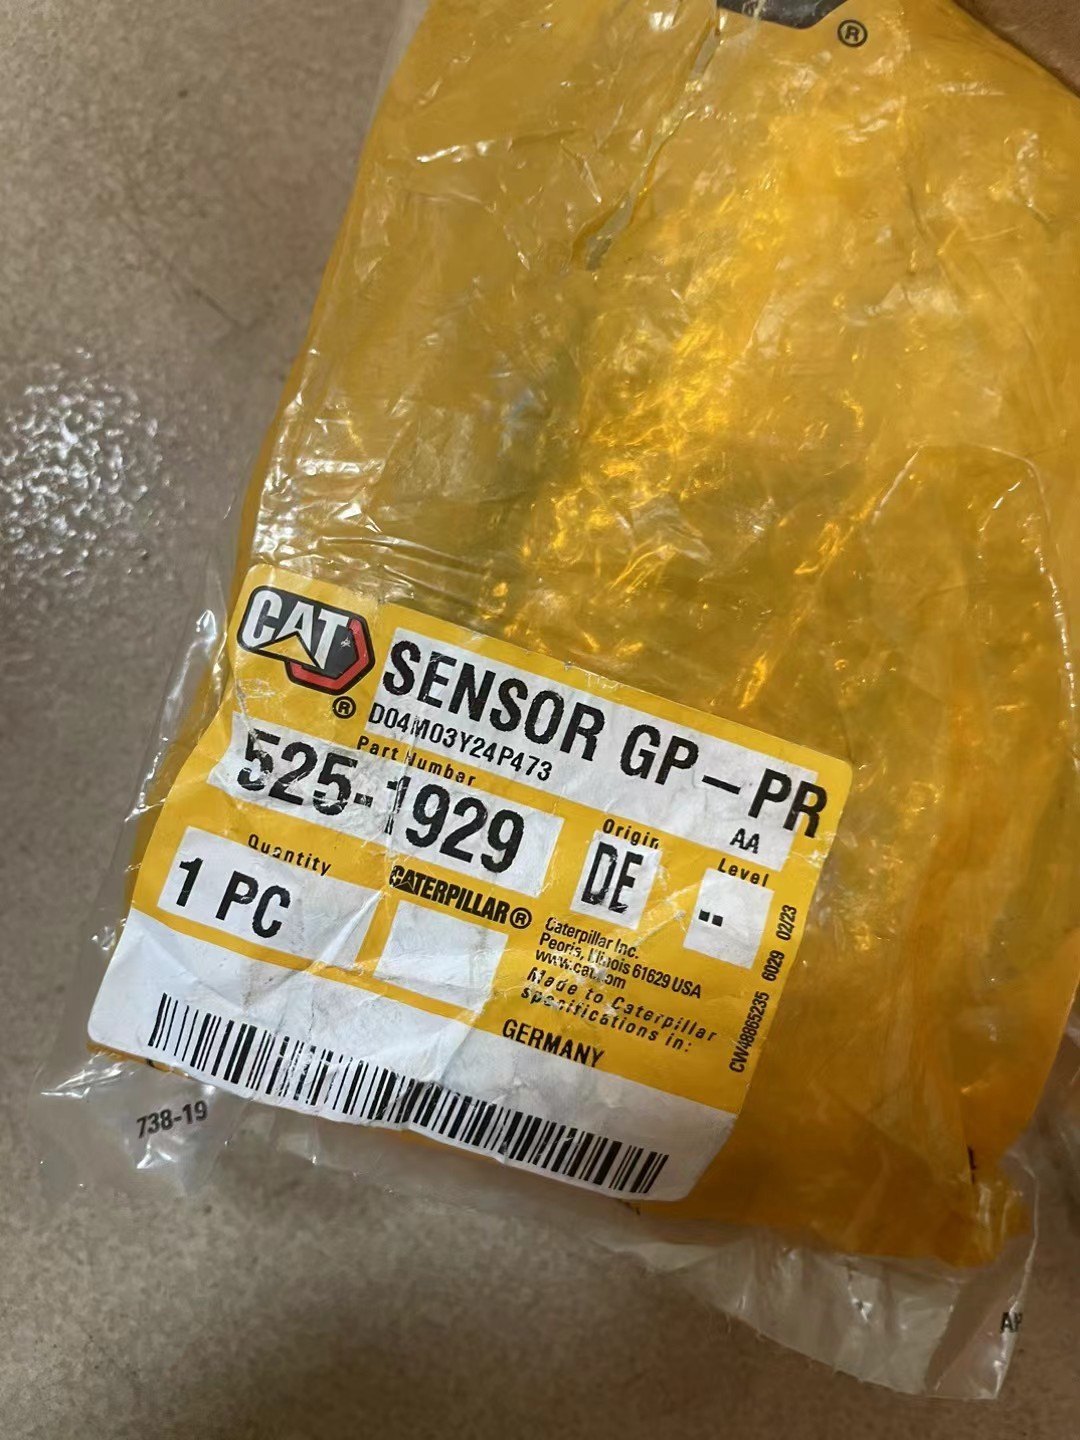 ®
CAT
®
SENSOR GP-PR
D04M03Y24P473
AA
Part Number
525-1929
Origin
DE
Level
--
Quantity
1 PC
CATERPILLAR®
Caterpillar Inc.
Peoria, Illinois 61629 USA
www.cat.com
Made to Caterpillar
specifications in:
GERMANY
CW48865235 6029 02/23
738-19